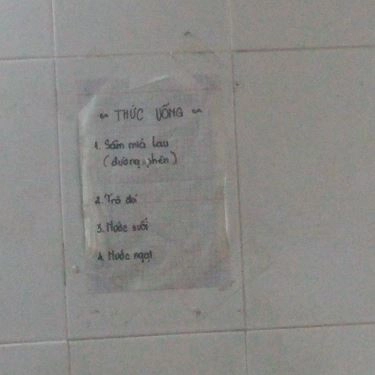 ~ THỨC UỐNG ~
1. Sâm mía lau
(đường phèn)
2. Trà đá
3. Nước suối
4. Nước ngọt